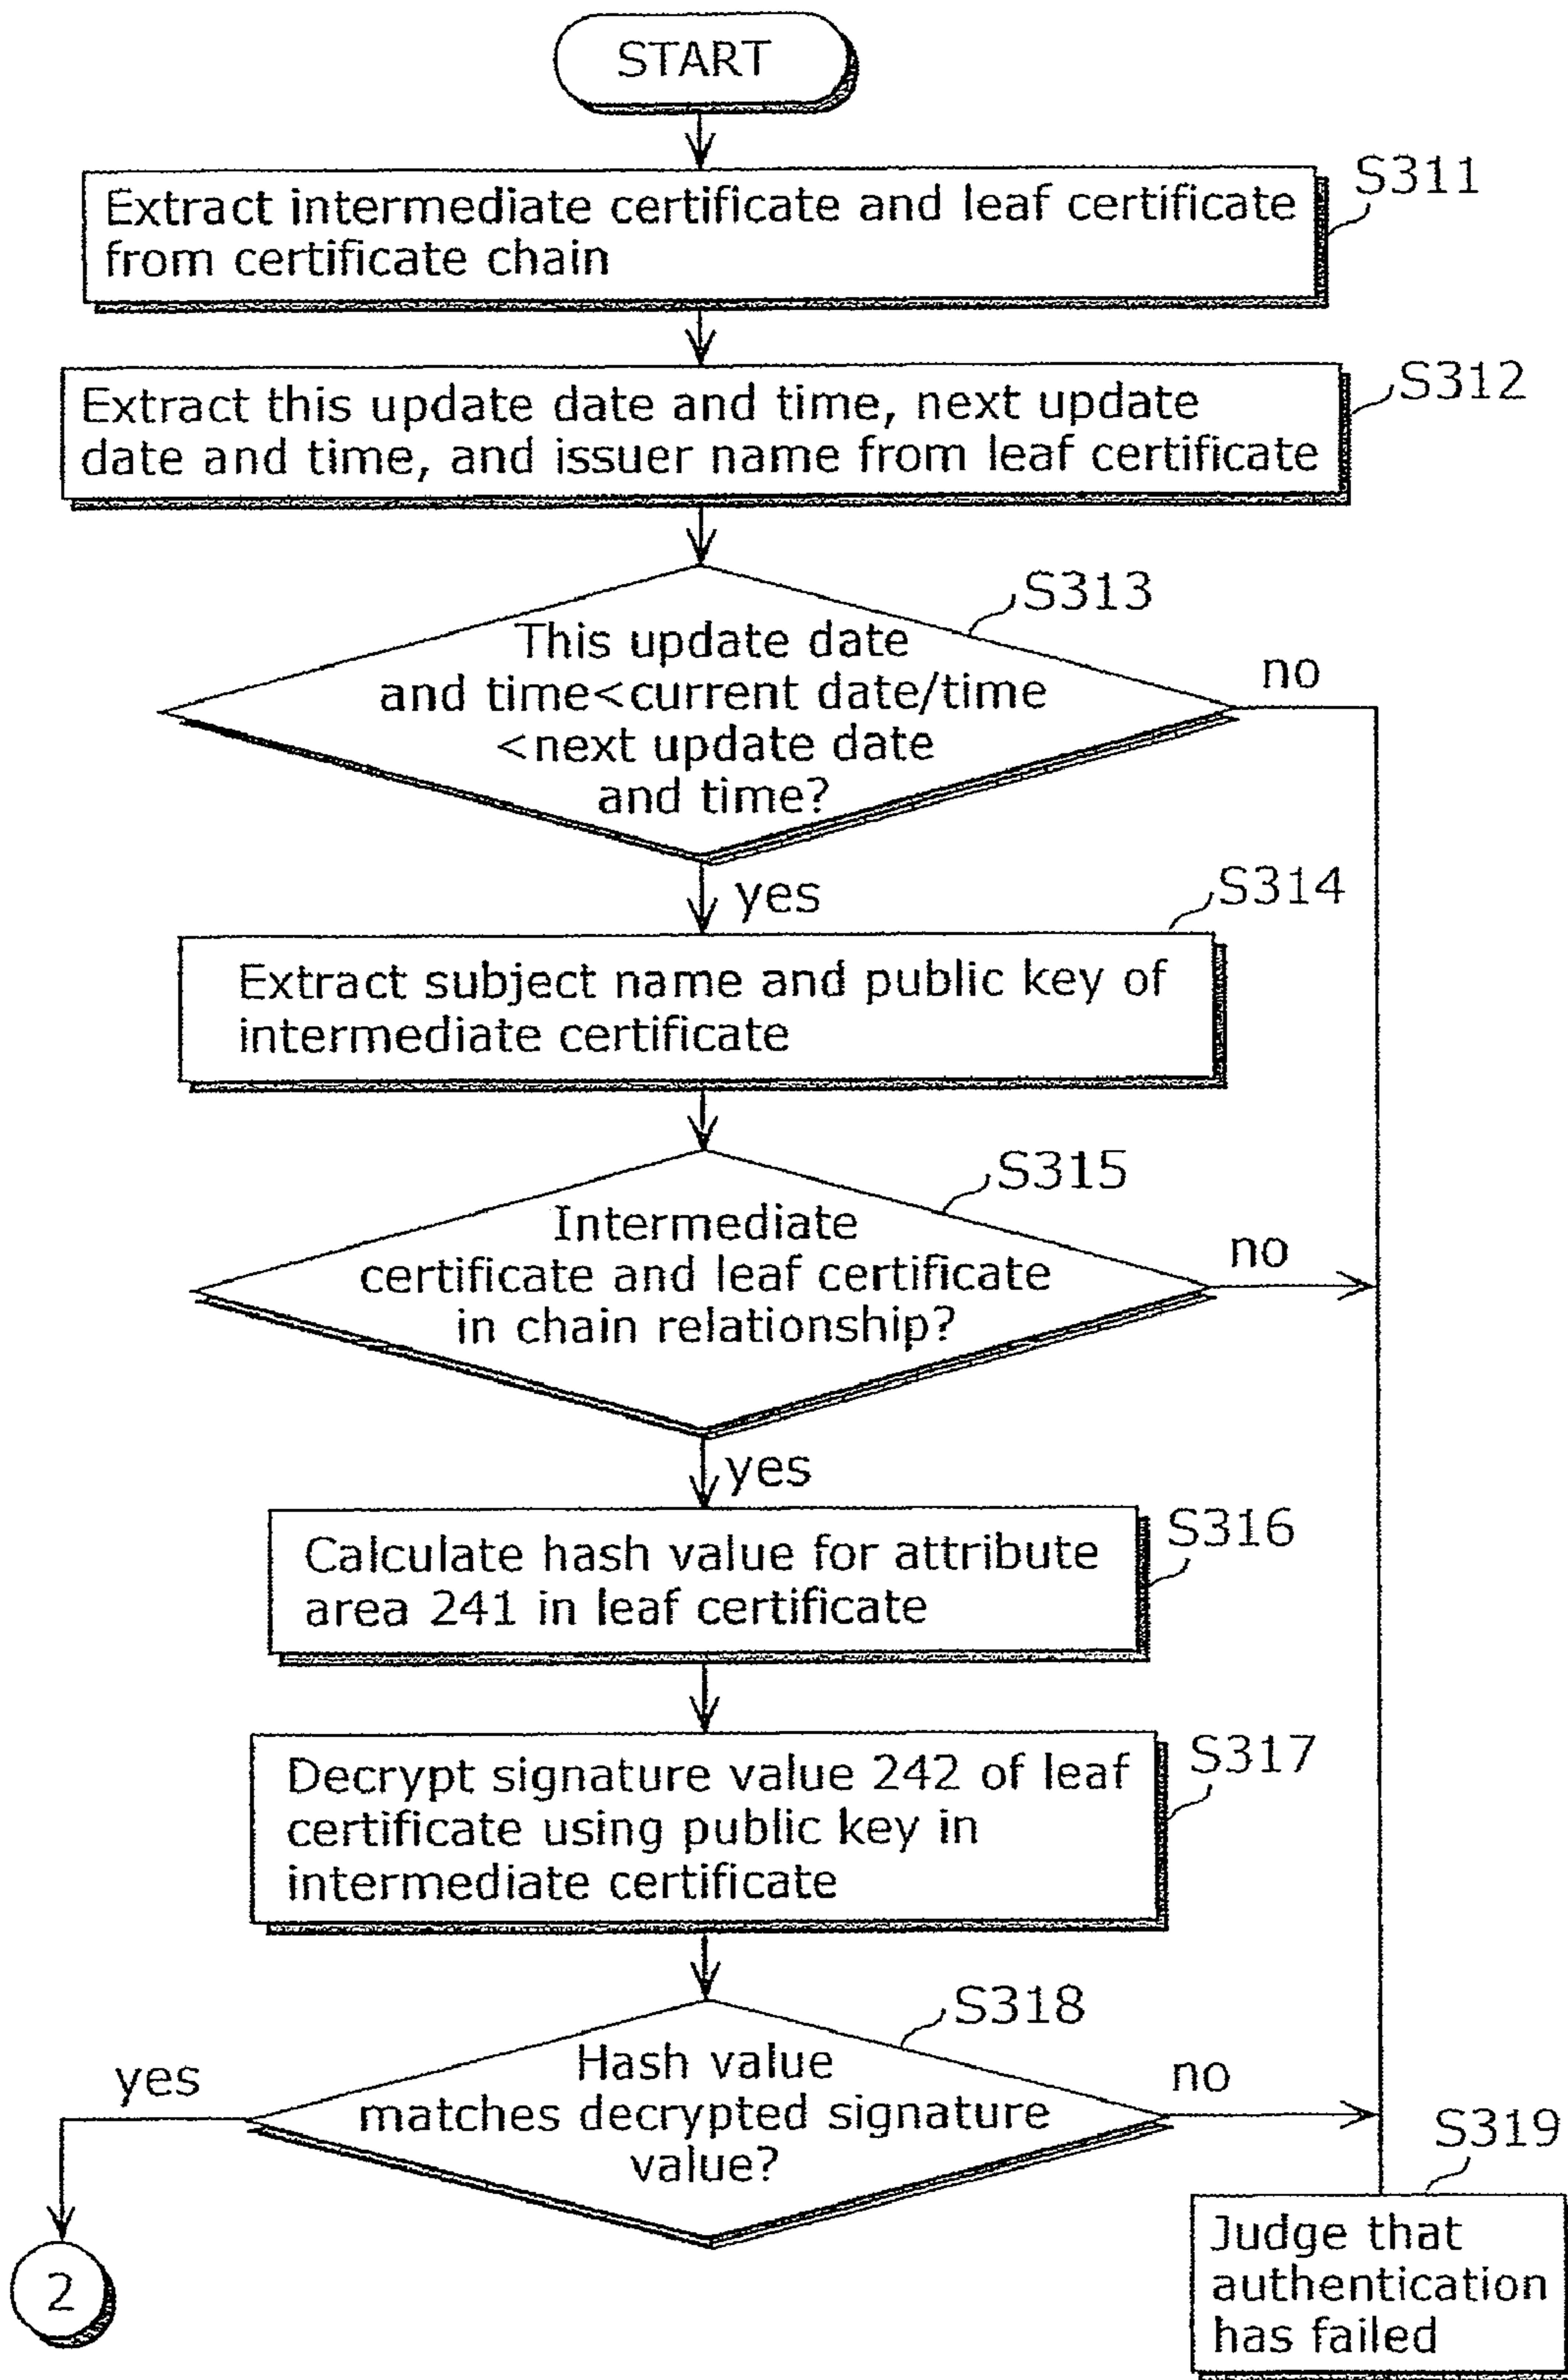 START
S311
Extract intermediate certificate and leaf certificate
from certificate chain
S312
Extract this update date and time, next update
date and time, and issuer name from leaf certificate
S313
This update date
and time<current date/time
<next update date
and time?
no
yes
S314
Extract subject name and public key of
intermediate certificate
S315
Intermediate
certificate and leaf certificate
in chain relationship?
no
yes
S316
Calculate hash value for attribute
area 241 in leaf certificate
S317
Decrypt signature value 242 of leaf
certificate using public key in
intermediate certificate
S318
Hash value
matches decrypted signature
value?
yes
no
S319
Judge that
authentication
has failed
2